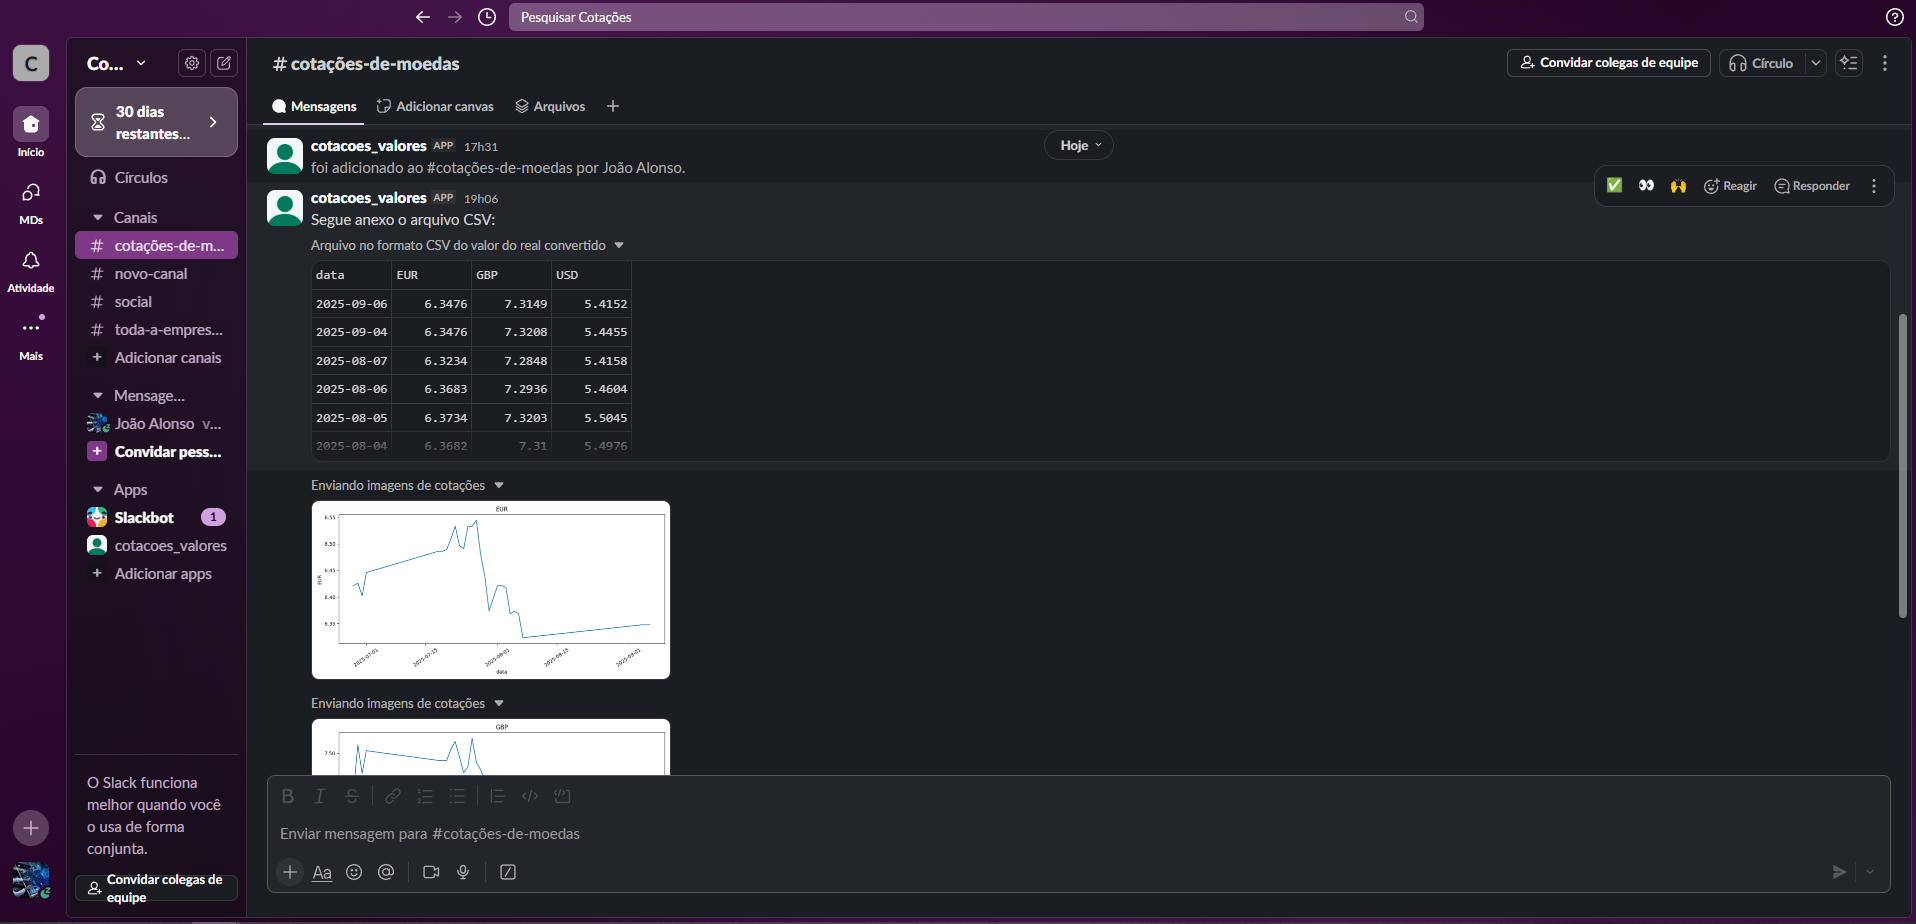 Pesquisar Cotações
C
Início
MDs
Atividade
Mais
Co...
30 dias
restantes...
Círculos
Canais
# cotações-de-m...
# novo-canal
# social
# toda-a-empres...
+ Adicionar canais
Mensage...
João Alonso v...
+ Convidar pess...
Apps
Slackbot 1
cotacoes_valores
+ Adicionar apps
O Slack funciona
melhor quando você
o usa de forma
conjunta.
Convidar colegas de
equipe
# cotações-de-moedas
Convidar colegas de equipe
Círculo
Mensagens
Adicionar canvas
Arquivos
Hoje
cotacoes_valores APP 17h31
foi adicionado ao #cotações-de-moedas por João Alonso.
Reagir
Responder
cotacoes_valores APP 19h06
Segue anexo o arquivo CSV:
Arquivo no formato CSV do valor do real convertido
data EUR GBP USD
2025-09-06 6.3476 7.3149 5.4152
2025-09-04 6.3476 7.3208 5.4455
2025-08-07 6.3234 7.2848 5.4158
2025-08-06 6.3683 7.2936 5.4604
2025-08-05 6.3734 7.3203 5.5045
2025-08-04 6.3682 7.31 5.4976
Enviando imagens de cotações
EUR
6.55
6.50
6.45
6.40
6.35
EUR
2025-07-01
2025-07-15
2025-08-01
2025-08-15
2025-09-01
data
Enviando imagens de cotações
GBP
7.50
Enviar mensagem para #cotações-de-moedas
Aa